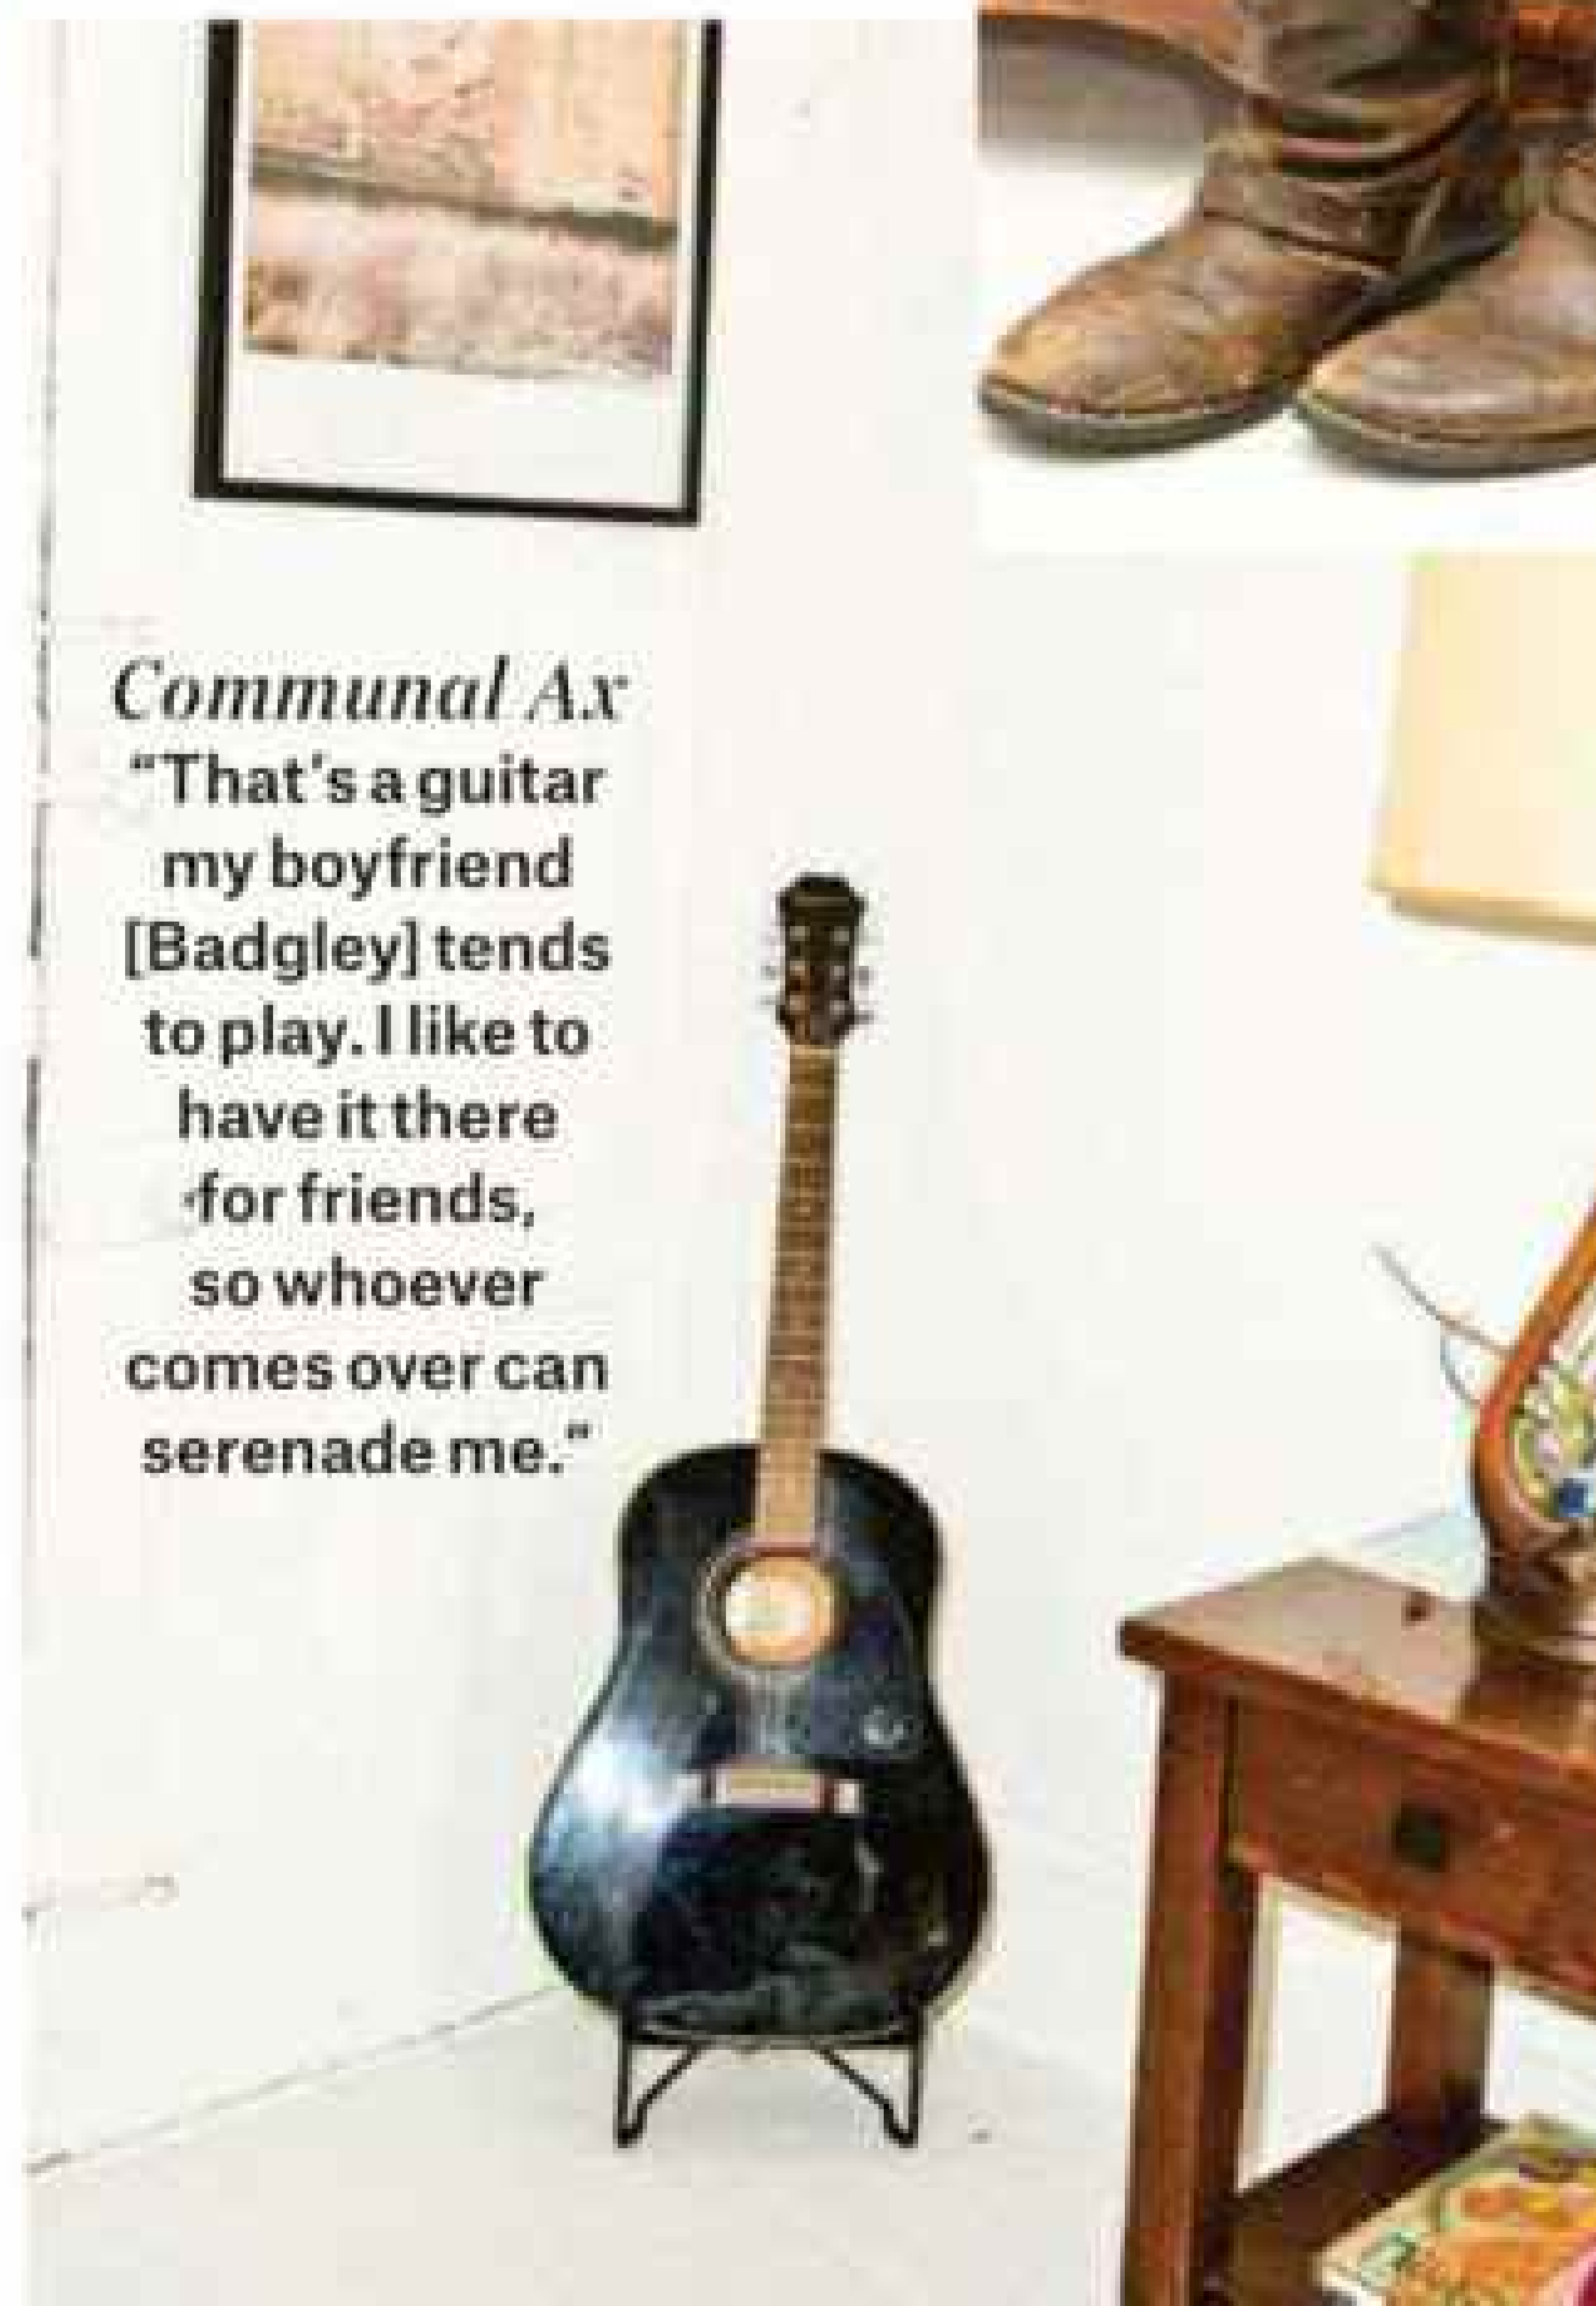 Communal Ax
“That’s a guitar
my boyfriend
[Badgley] tends
to play. I like to
have it there
for friends,
so whoever
comes over can
serenade me.”